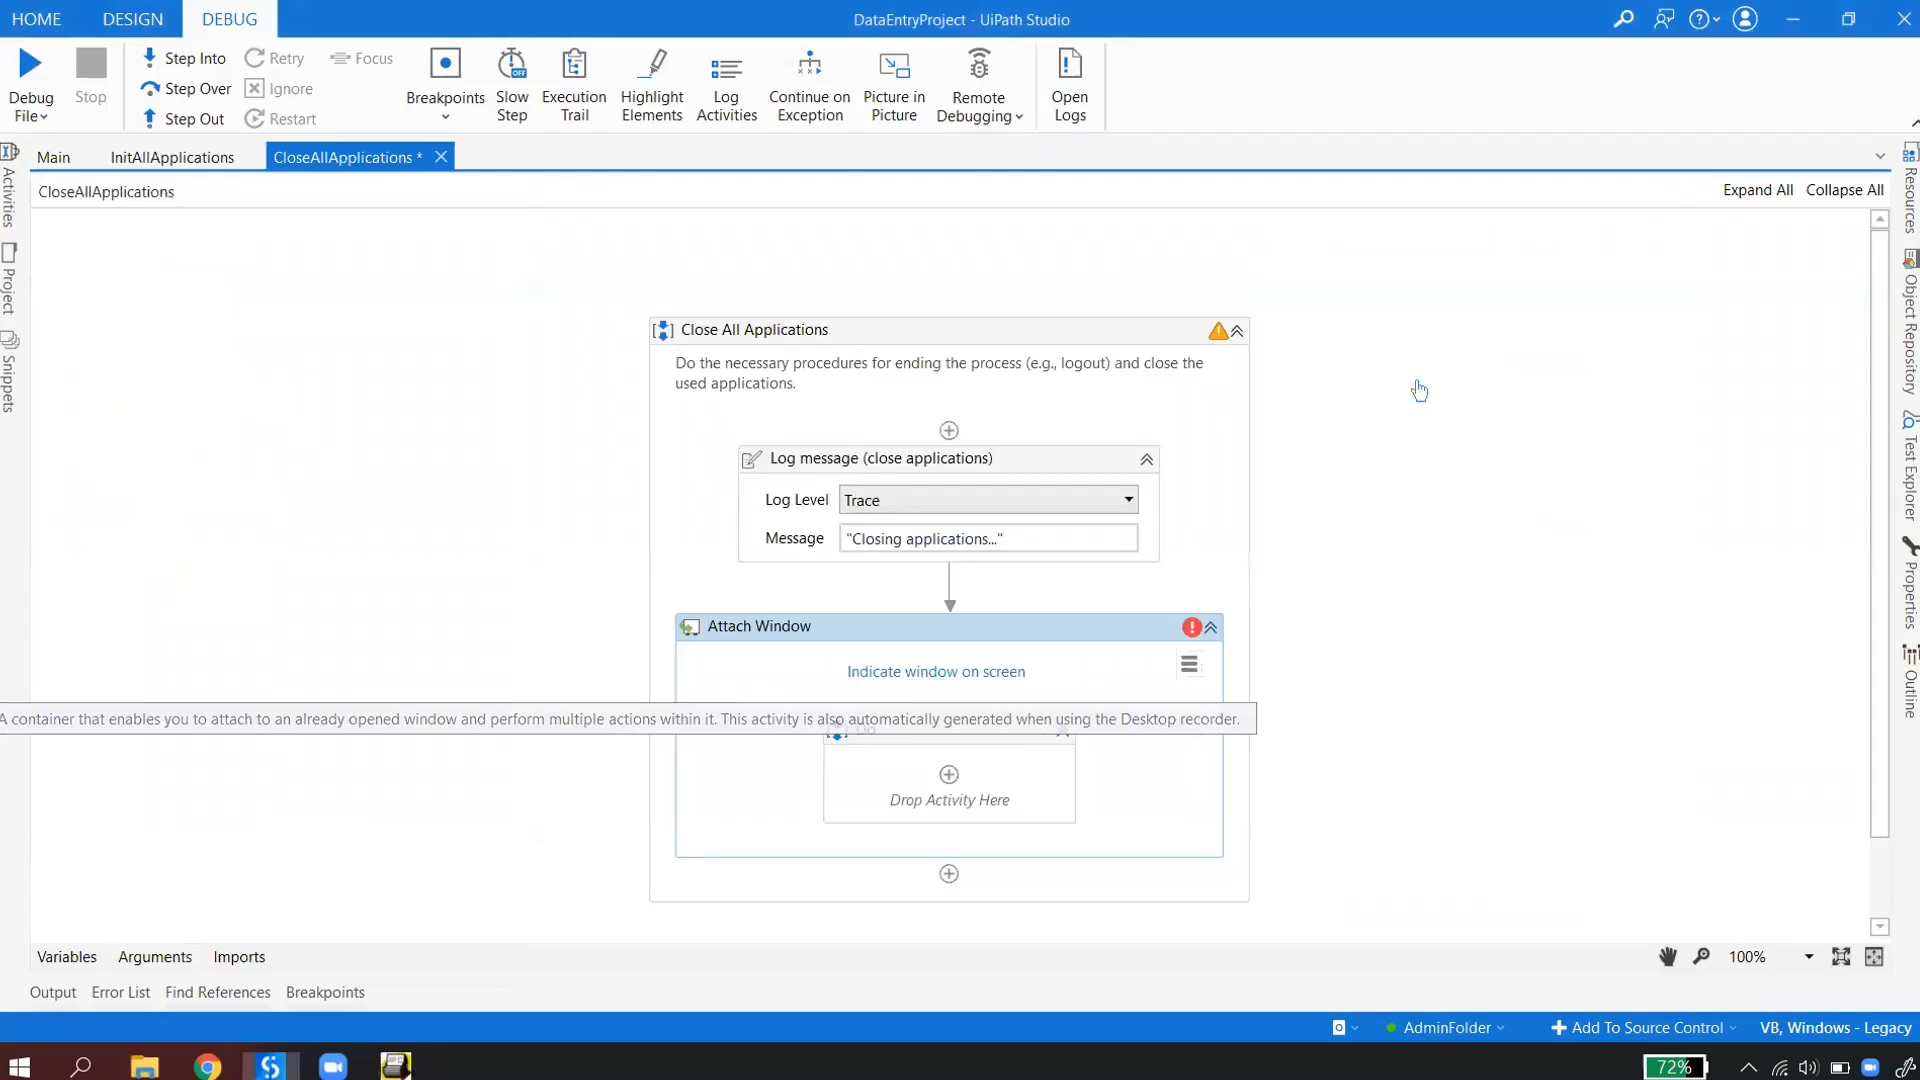 HOME DESIGN DEBUG DataEntryProject - UiPath Studio
Debug File
Stop
Step Into
Step Over
Step Out
Retry
Ignore
Restart
Focus
Breakpoints
Slow Step
Execution Trail
Highlight Elements
Log Activities
Continue on Exception
Picture in Picture
Remote Debugging
Open Logs
Main InitAllApplications CloseAllApplications *
CloseAllApplications Expand All Collapse All
Activities
Project
Snippets
Resources
Object Repository
Test Explorer
Properties
Outline
Close All Applications
Do the necessary procedures for ending the process (e.g., logout) and close the
used applications.
Log message (close applications)
Log Level Trace
Message "Closing applications..."
Attach Window
Indicate window on screen
A container that enables you to attach to an already opened window and perform multiple actions within it. This activity is also automatically generated when using the Desktop recorder.
Drop Activity Here
Variables Arguments Imports 100%
Output Error List Find References Breakpoints
AdminFolder Add To Source Control VB, Windows - Legacy
72%